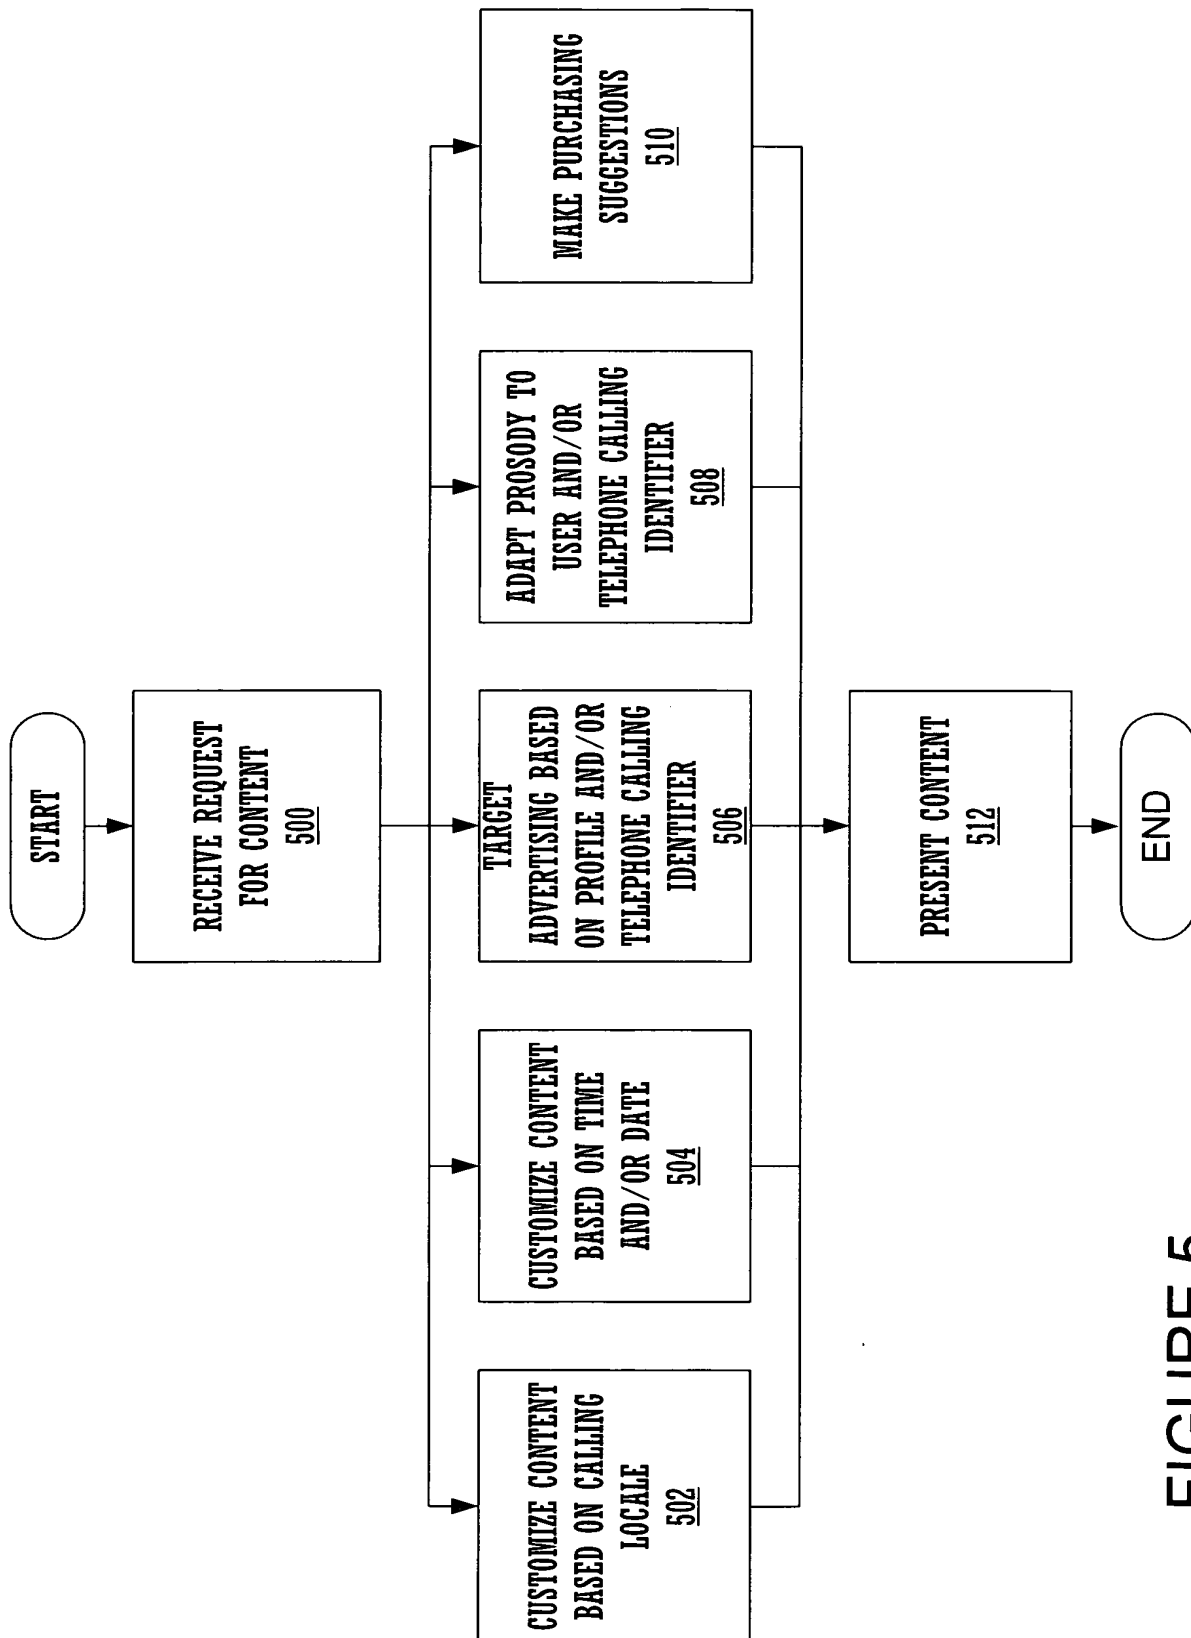 START
RECEIVE REQUEST
FOR CONTENT
500
CUSTOMIZE CONTENT
BASED ON CALLING
LOCALE
502
CUSTOMIZE CONTENT
BASED ON TIME
AND/OR DATE
504
TARGET
ADVERTISING BASED
ON PROFILE AND/OR
TELEPHONE CALLING
IDENTIFIER
506
ADAPT PROSODY TO
USER AND/OR
TELEPHONE CALLING
IDENTIFIER
508
MAKE PURCHASING
SUGGESTIONS
510
PRESENT CONTENT
512
END
FIGURE 5